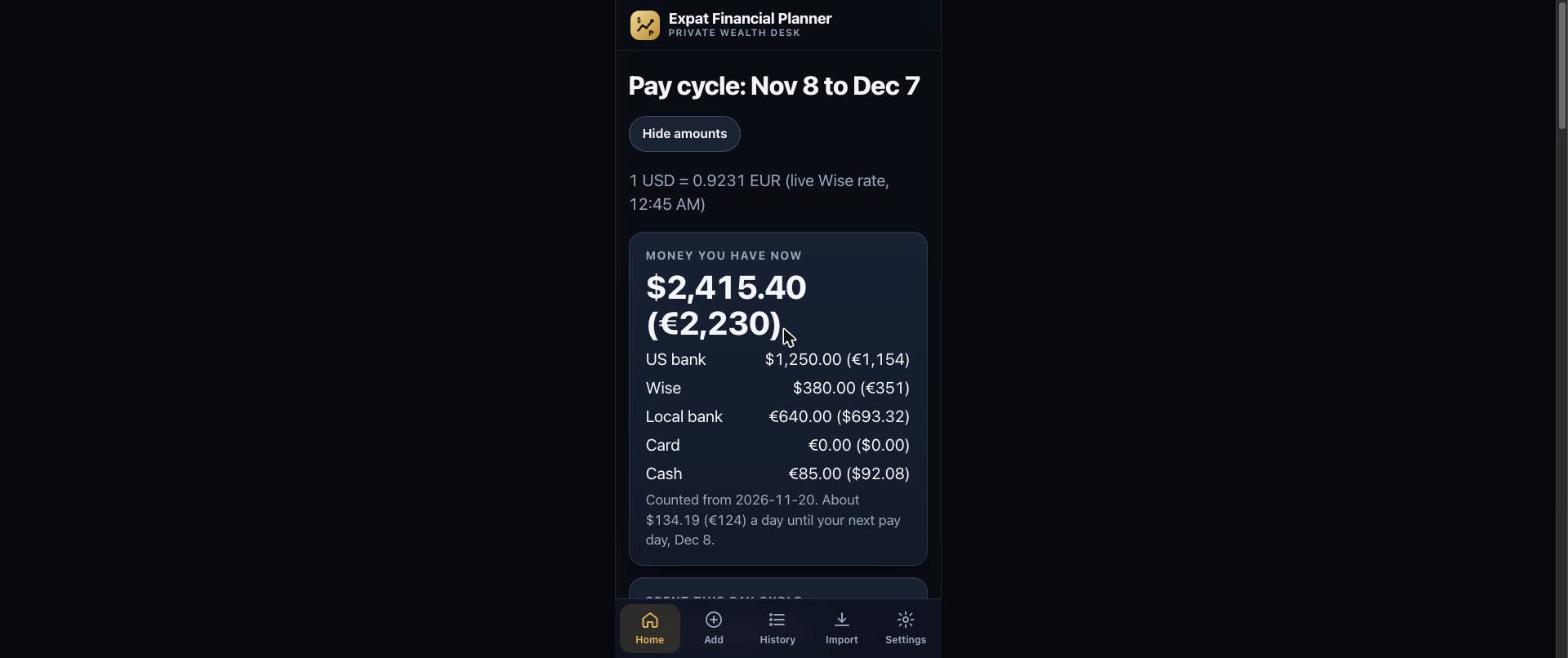 Expat Financial Planner
PRIVATE WEALTH DESK
Pay cycle: Nov 8 to Dec 7
Hide amounts
1 USD = 0.9231 EUR (live Wise rate,
12:45 AM)
MONEY YOU HAVE NOW
$2,415.40
(€2,230)
US bank $1,250.00 (€1,154)
Wise $380.00 (€351)
Local bank €640.00 ($693.32)
Card €0.00 ($0.00)
Cash €85.00 ($92.08)
Counted from 2026-11-20. About
$134.19 (€124) a day until your next pay
day, Dec 8.
SPENT THIS PAY CYCLE
Home Add History Import Settings